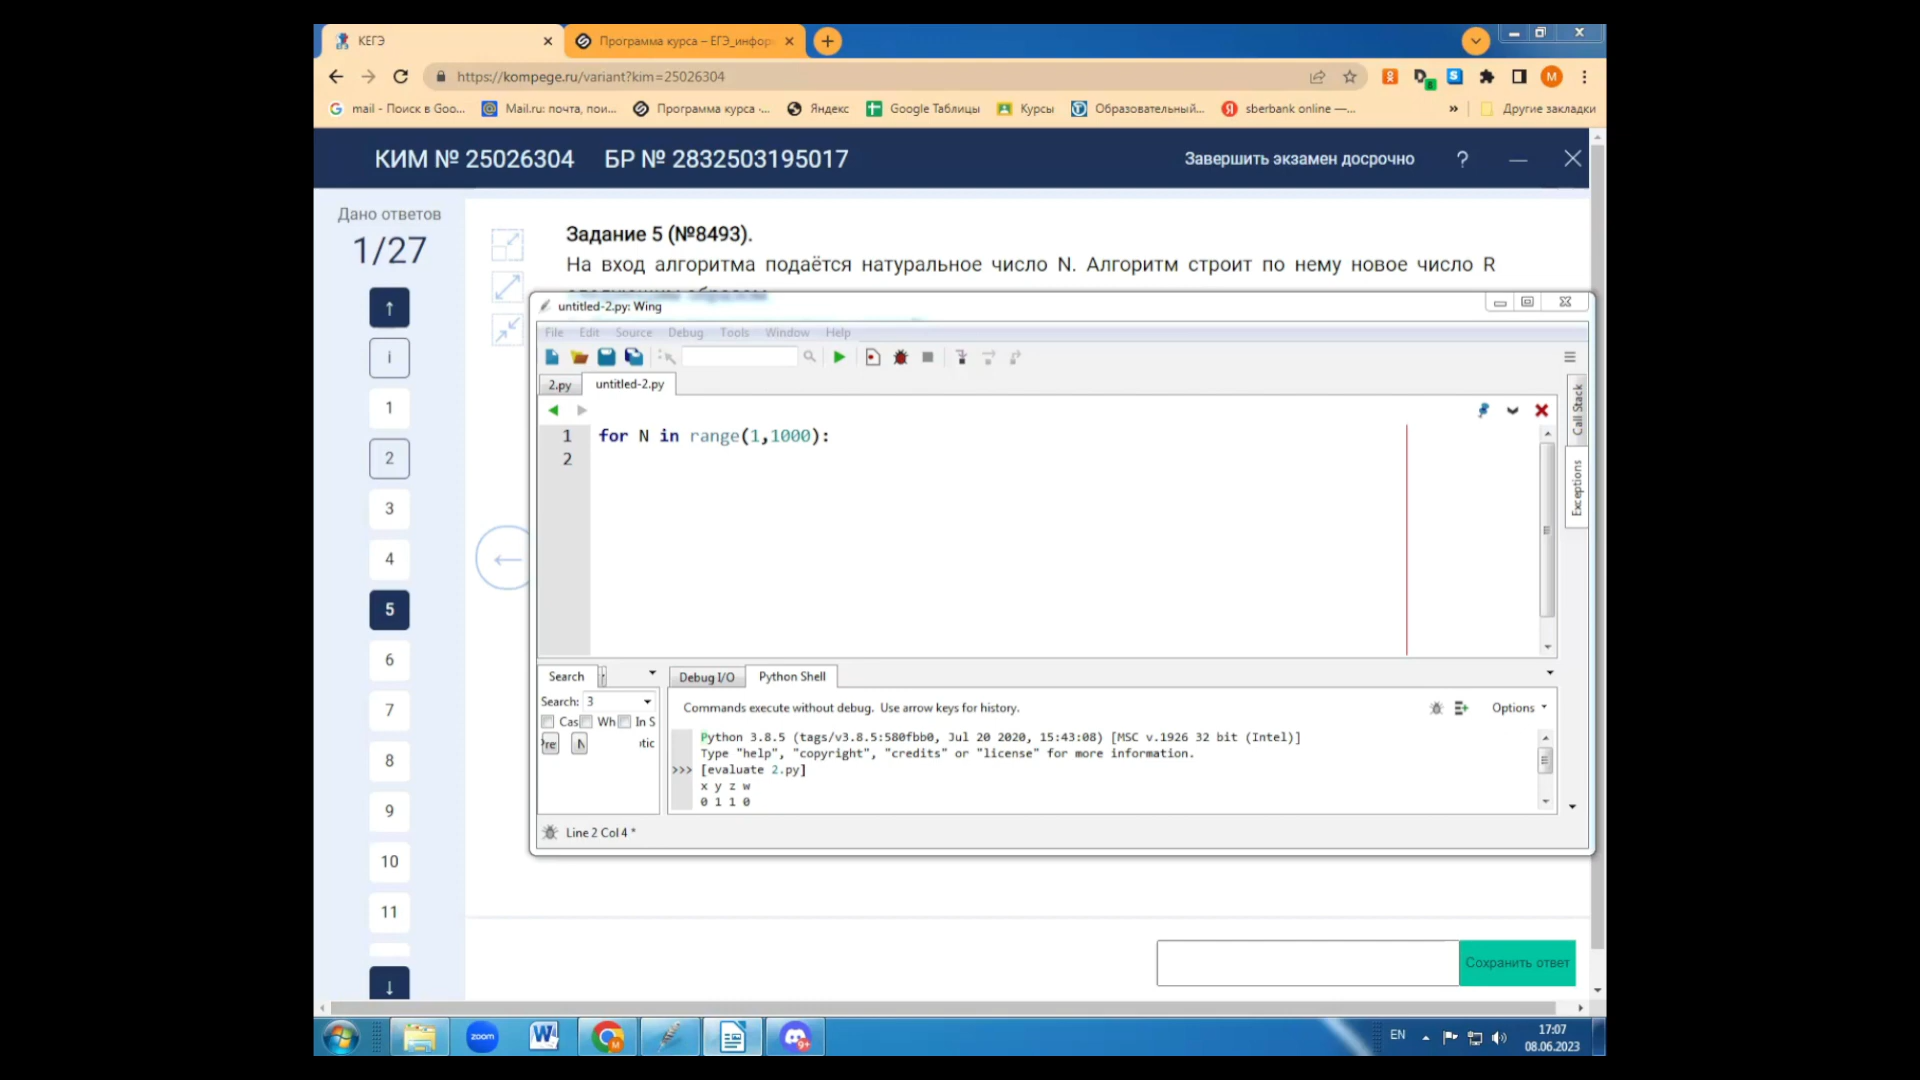 КЕГЭ
Программа курса – ЕГЭ_инфор
https://kompege.ru/variant?kim=25026304
mail - Поиск в Goo...
Mail.ru: почта, пои...
Программа курса -...
Яндекс
Google Таблицы
Курсы
Образовательный...
sberbank online —...
»
Другие закладки
КИМ № 25026304
БР № 2832503195017
Завершить экзамен досрочно
?
Дано ответов
1/27
i
1
2
3
4
5
6
7
8
9
10
11
Задание 5 (№8493).
На вход алгоритма подаётся натуральное число N. Алгоритм строит по нему новое число R
untitled-2.py: Wing
File Edit Source Debug Tools Window Help
2.py
untitled-2.py
1 for N in range(1,1000):
2
Call Stack
Exceptions
Search
Search: 3
Cas Wh In S
Debug I/O
Python Shell
Commands execute without debug. Use arrow keys for history.
Options
Python 3.8.5 (tags/v3.8.5:580fbb0, Jul 20 2020, 15:43:08) [MSC v.1926 32 bit (Intel)]
Type "help", "copyright", "credits" or "license" for more information.
>>> [evaluate 2.py]
x y z w
0 1 1 0
Line 2 Col 4 *
Сохранить ответ
zoom
EN
17:07
08.06.2023